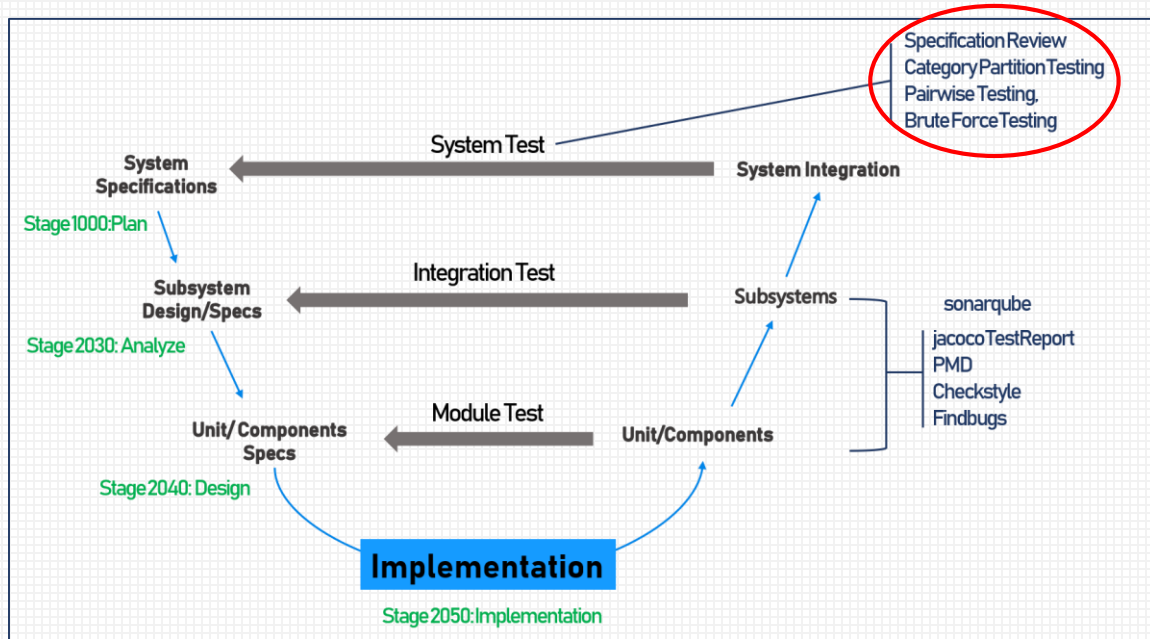 Specification Review
Category Partition Testing
Pairwise Testing,
Brute Force Testing
System Test
System
Specifications
System Integration
Stage 1000: Plan
Integration Test
Subsystem
Design/Specs
Subsystems
sonarqube
Stage 2030: Analyze
jacocoTestReport
PMD
Checkstyle
Findbugs
Module Test
Unit/Components
Specs
Unit/Components
Stage 2040: Design
Implementation
Stage 2050: Implementation